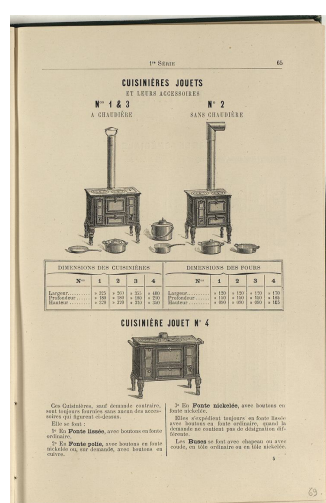 1re SÉRIE 65
CUISINIÈRES JOUETS
ET LEURS ACCESSOIRES
Nos 1 & 3
A CHAUDIÈRE
N° 2
SANS CHAUDIÈRE
DIMENSIONS DES CUISINIÈRES
Nos 1 2 3 4
Largeur
Profondeur
Hauteur
DIMENSIONS DES FOURS
Nos 1 2 3 4
Largeur
Profondeur
Hauteur
CUISINIÈRE JOUET N° 4
Ces Cuisinières, sauf demande contraire,
sont toujours fournies sans aucun des acces-
soires qui figurent ci-dessus.
Elle se font :
1° En Fonte lissée, avec boutons en fonte
ordinaire.
2° En Fonte polie, avec boutons en fonte
nickelée ou, sur demande, avec boutons en
cuivre.
3° En Fonte nickelée, avec boutons en
fonte nickelée.
Elles s'expédient toujours en fonte lissée
avec boutons en fonte ordinaire, quand la
demande ne contient pas de désignation dif-
férente.
Les Buses se font avec chapeau ou avec
coude, en tôle ordinaire ou en tôle nickelée.